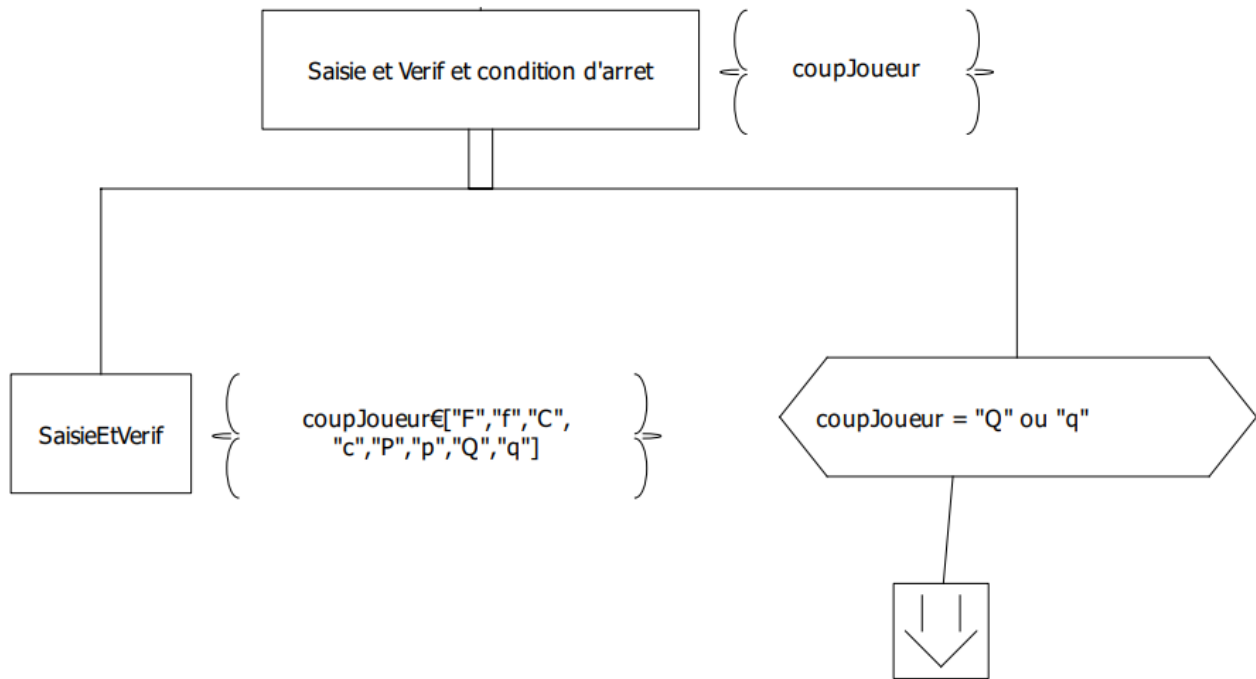 Saisie et Verif et condition d'arret
coupJoueur
SaisieEtVerif
coupJoueur€["F","f","C",
"c","P","p","Q","q"]
coupJoueur = "Q" ou "q"